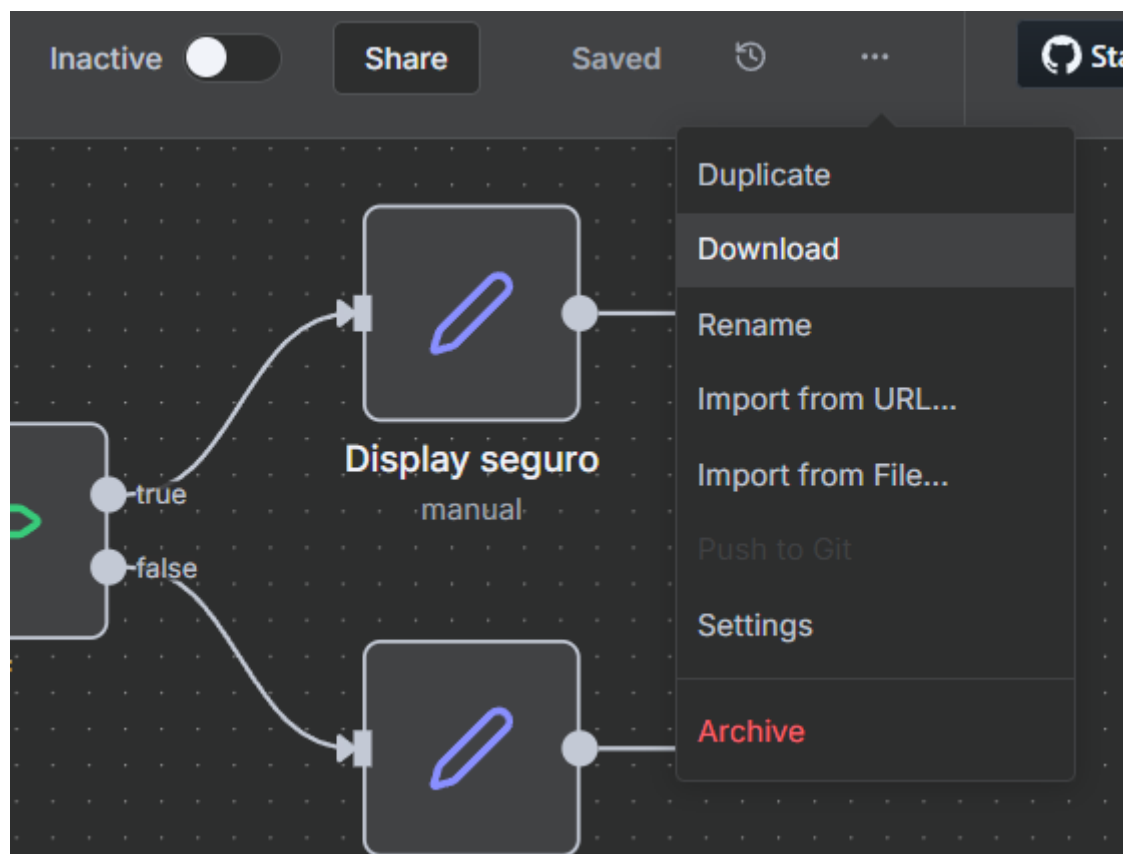 Inactive
Share
Saved
Sta
Duplicate
Download
Rename
Import from URL...
Import from File...
Push to Git
Settings
Archive
true
false
Display seguro
manual